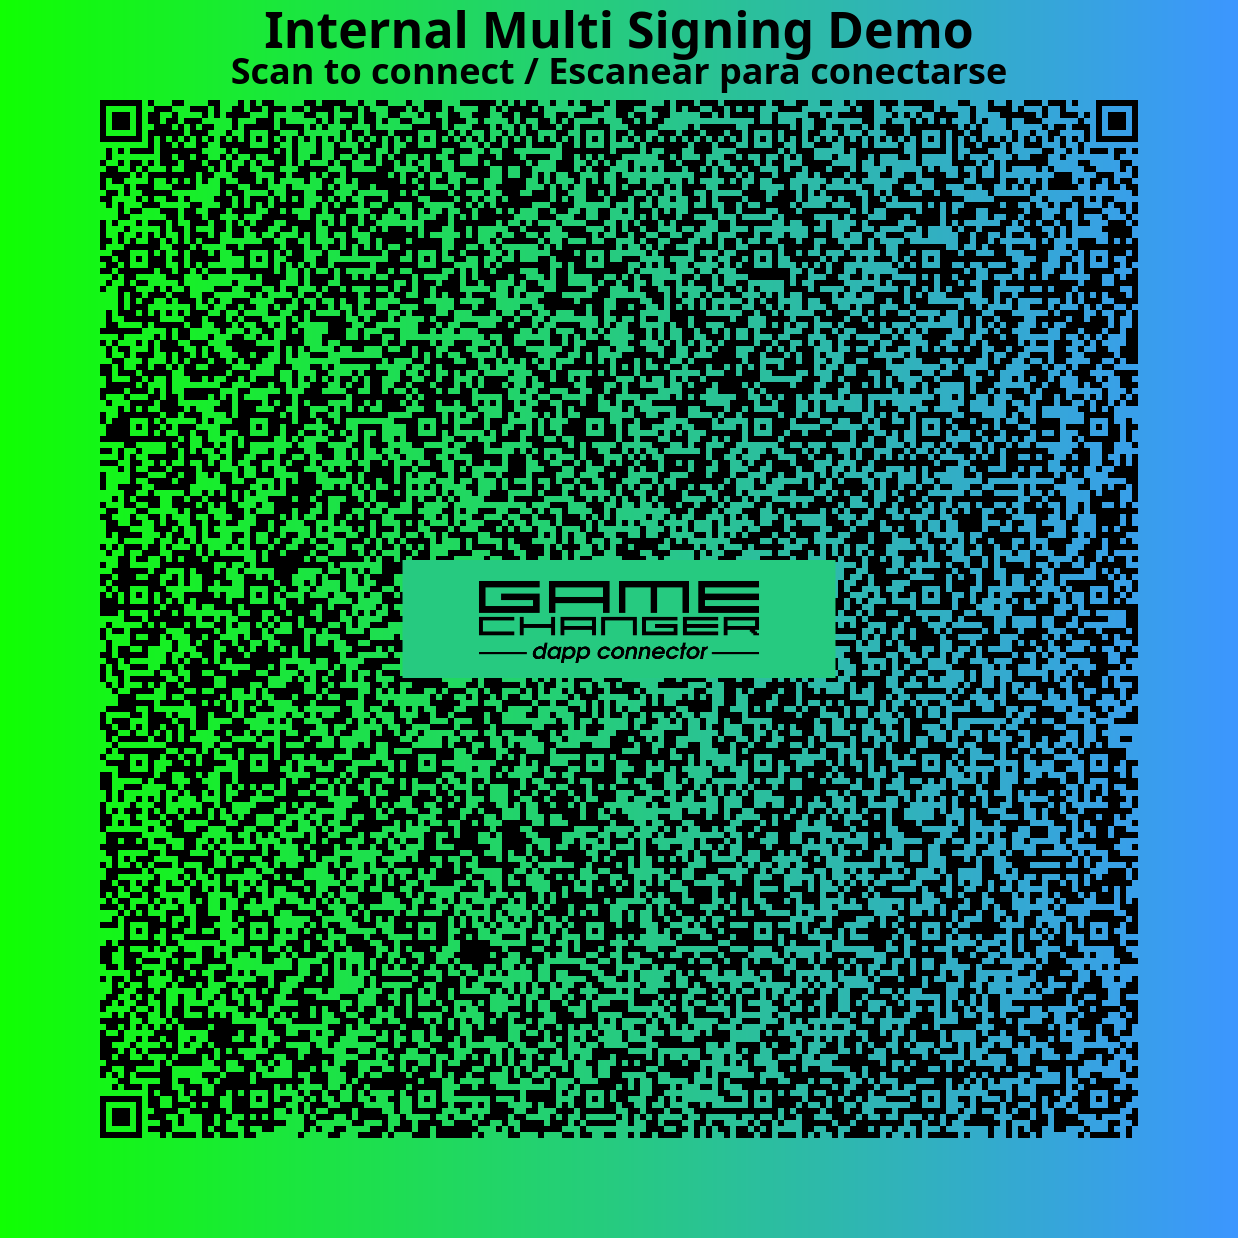 Internal Multi Signing Demo
Scan to connect / Escanear para conectarse
GAME
CHANGER
dapp connector